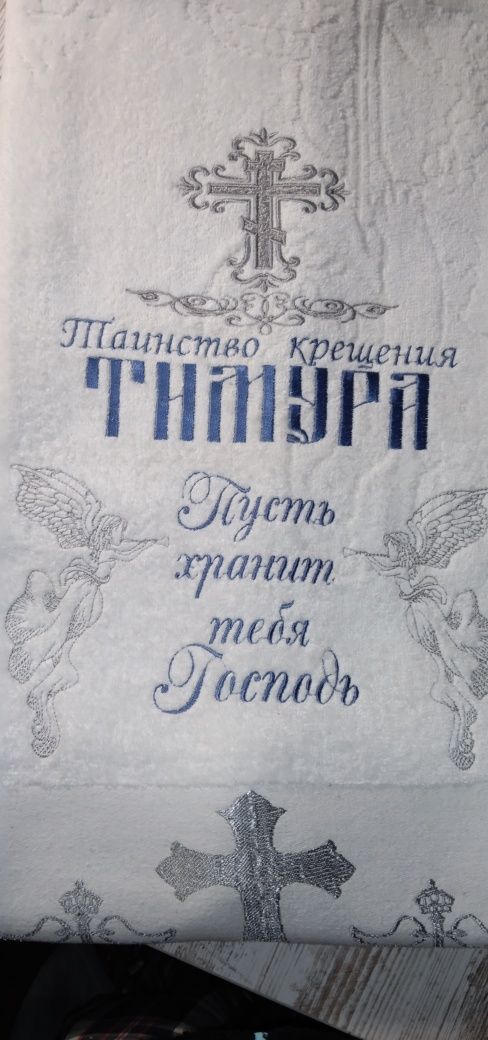 Таинство крещения
ТИМУРА
Пусть
хранит
тебя
Господь